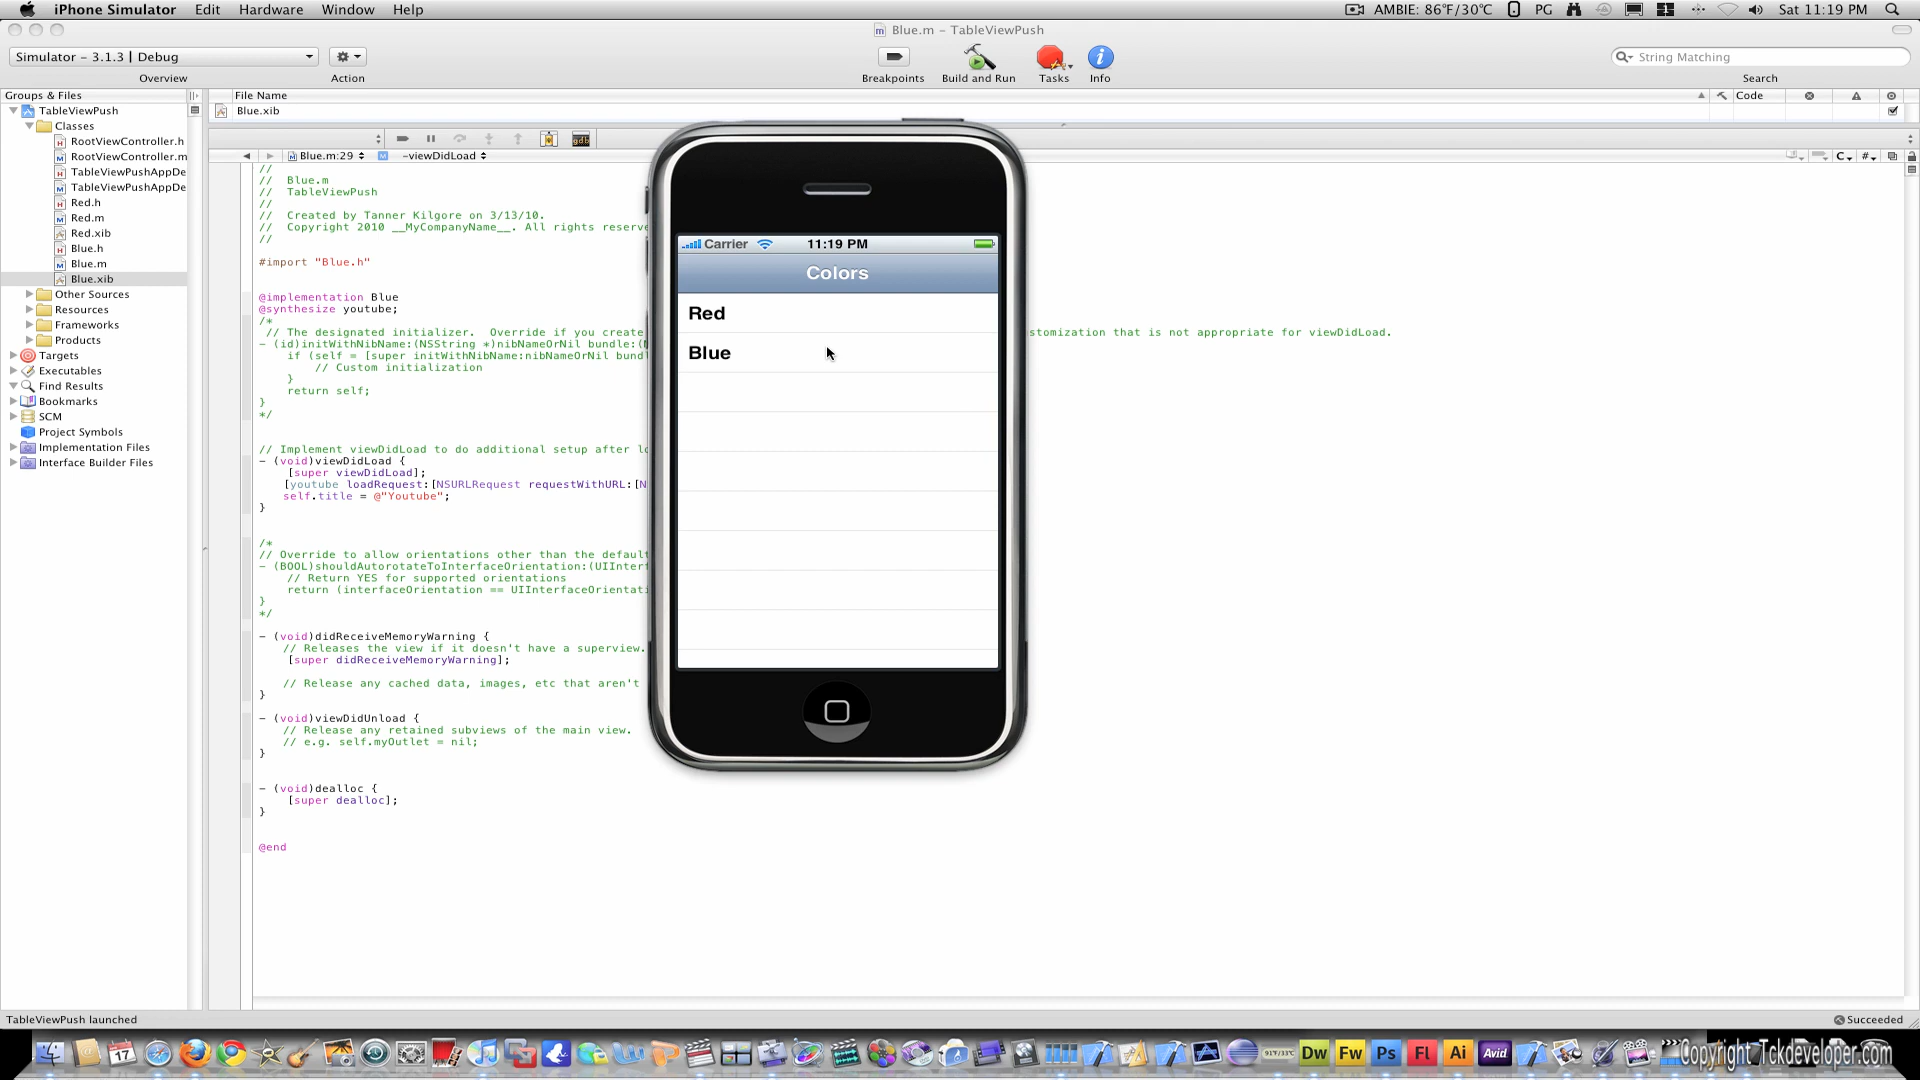 iPhone Simulator Edit Hardware Window Help AMBIE: 86°F/30°C PG Sat 11:19 PM
Blue.m - TableViewPush
Simulator - 3.1.3 | Debug
String Matching
Overview Action Breakpoints Build and Run Tasks Info Search
Groups & Files File Name Code
TableViewPush
Blue.xib
Classes
RootViewController.h
RootViewController.m
TableViewPushAppDe
TableViewPushAppDe
Red.h
Red.m
Red.xib
Blue.h
Blue.m
Blue.xib
Other Sources
Resources
Frameworks
Products
Targets
Executables
Find Results
Bookmarks
SCM
Project Symbols
Implementation Files
Interface Builder Files
gdb
Blue.m:29 -viewDidLoad C #
//
// Blue.m
// TableViewPush
//
// Created by Tanner Kilgore on 3/13/10.
// Copyright 2010 __MyCompanyName__. All rights reserve
//
#import "Blue.h"
@implementation Blue
@synthesize youtube;
/*
// The designated initializer. Override if you create stomization that is not appropriate for viewDidLoad.
- (id)initWithNibName:(NSString *)nibNameOrNil bundle:(
if (self = [super initWithNibName:nibNameOrNil bundl
// Custom initialization
}
return self;
}
*/
// Implement viewDidLoad to do additional setup after lo
- (void)viewDidLoad {
[super viewDidLoad];
[youtube loadRequest:[NSURLRequest requestWithURL:[N
self.title = @"Youtube";
}
/*
// Override to allow orientations other than the default
- (BOOL)shouldAutorotateToInterfaceOrientation:(UIInterf
// Return YES for supported orientations
return (interfaceOrientation == UIInterfaceOrientati
}
*/
- (void)didReceiveMemoryWarning {
// Releases the view if it doesn't have a superview.
[super didReceiveMemoryWarning];
// Release any cached data, images, etc that aren't
}
- (void)viewDidUnload {
// Release any retained subviews of the main view.
// e.g. self.myOutlet = nil;
}
- (void)dealloc {
[super dealloc];
}
@end
Carrier 11:19 PM
Colors
Red
Blue
TableViewPush launched Succeeded
17 91°F/33°C Dw Fw Ps Fl Ai Avid
Copyright Tckdeveloper.com